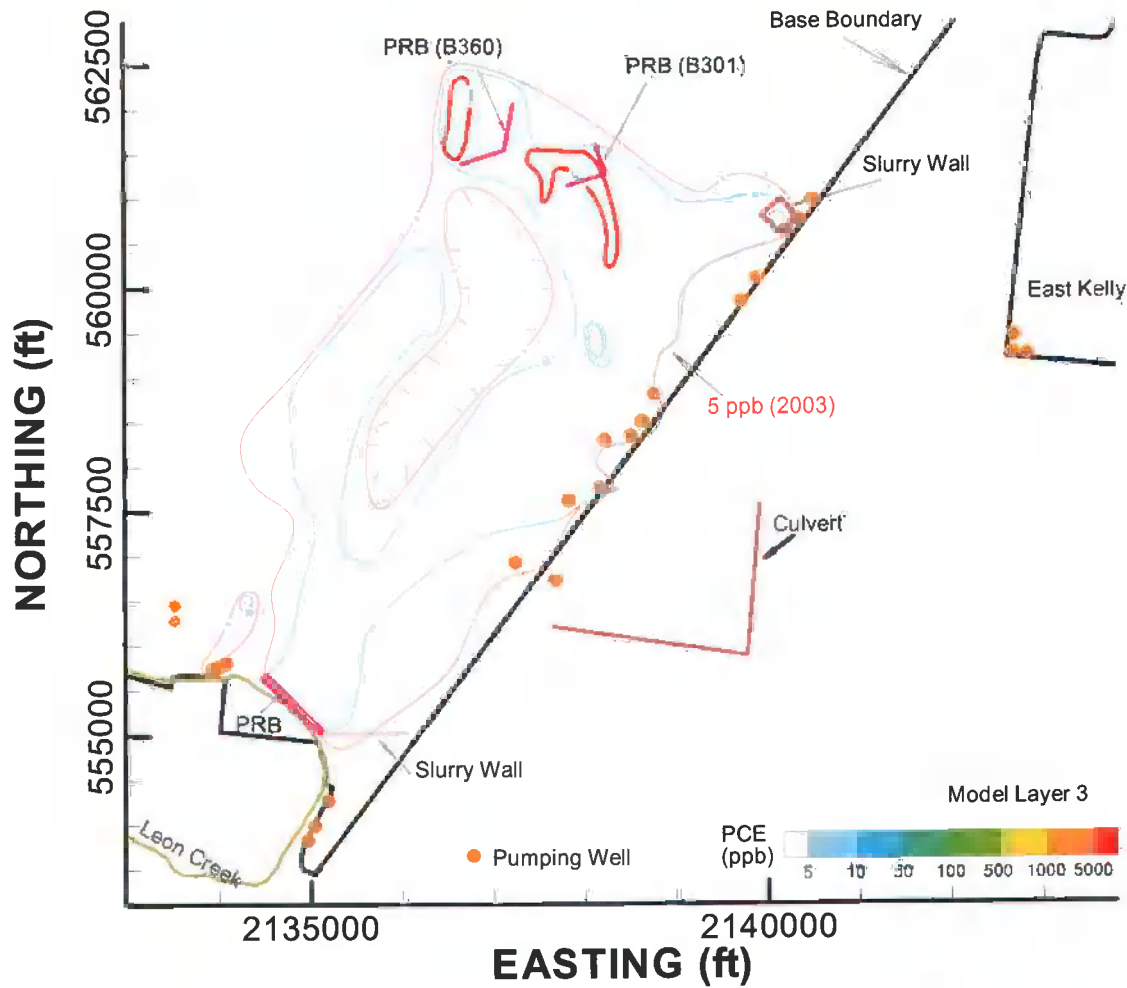 Base Boundary
PRB (B360)
PRB (B301)
Slurry Wall
East Kelly
5 ppb (2003)
Culvert
PRB
Slurry Wall
Leon Creek
Pumping Well
Model Layer 3
PCE
(ppb)
5 10 50 100 500 1000 5000
562500
560000
557500
555000
NORTHING (ft)
2135000
2140000
EASTING (ft)